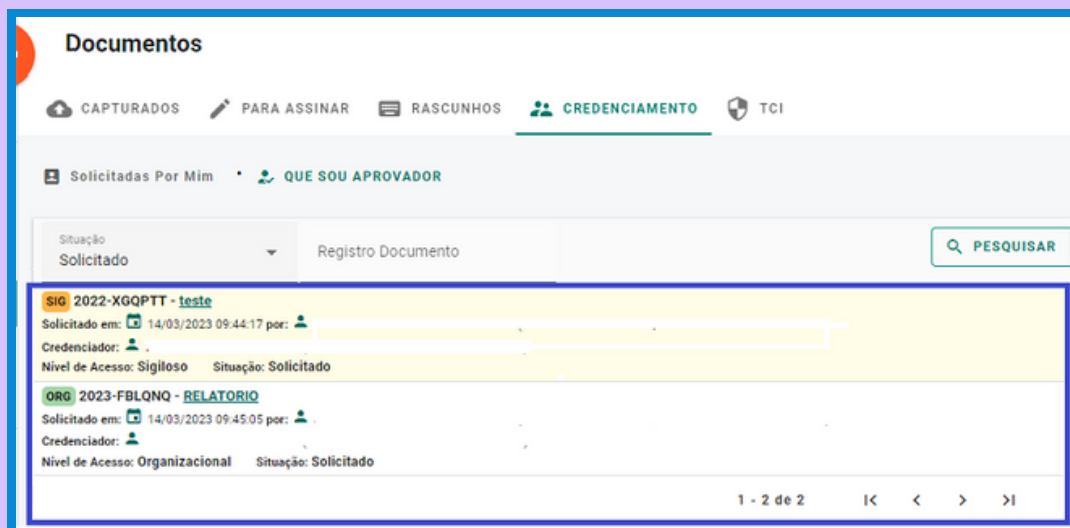 Documentos
CAPTURADOS PARA ASSINAR RASCUNHOS CREDENCIAMENTO TCI
Solicitadas Por Mim • QUE SOU APROVADOR
Situação
Solicitado Registro Documento PESQUISAR
SIG 2022-XGQPTT - teste
Solicitado em: 14/03/2023 09:44:17 por:
Credenciador:
Nível de Acesso: Sigiloso Situação: Solicitado
ORG 2023-FBLQNQ - RELATORIO
Solicitado em: 14/03/2023 09:45:05 por:
Credenciador:
Nível de Acesso: Organizacional Situação: Solicitado
1 - 2 de 2